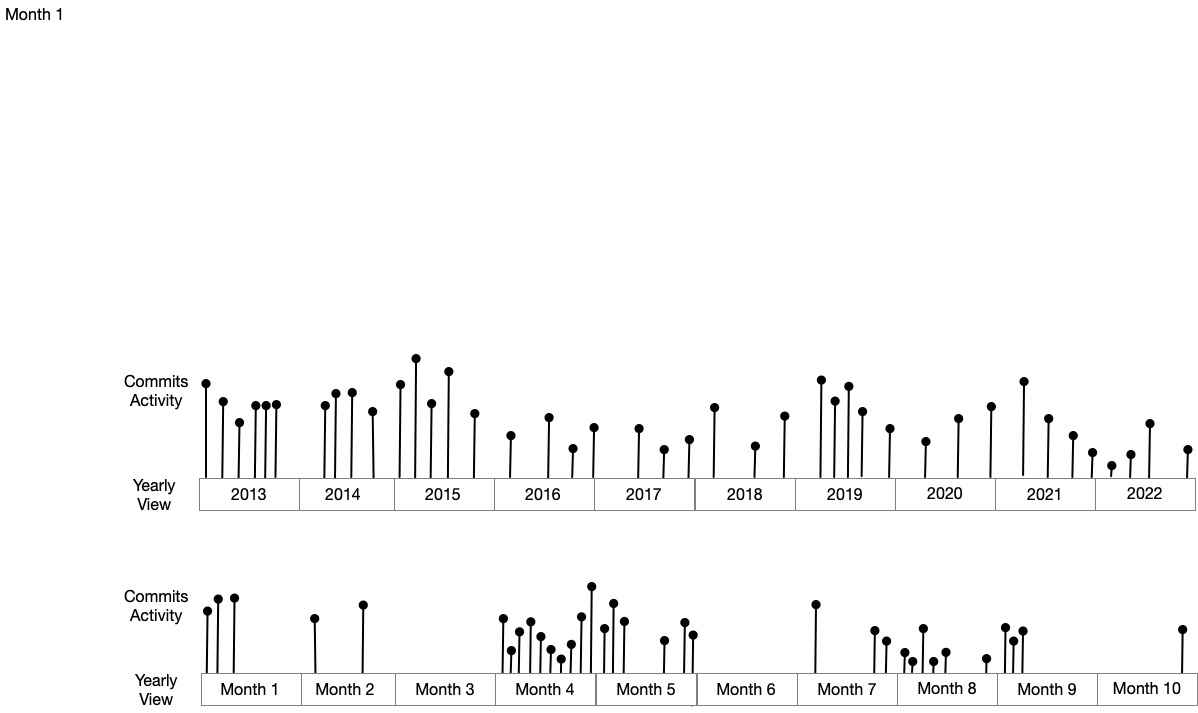 Month 1
Commits
Activity
Yearly
View
2013
2014
2015
2016
2017
2018
2019
2020
2021
2022
Commits
Activity
Yearly
View
Month 1
Month 2
Month 3
Month 4
Month 5
Month 6
Month 7
Month 8
Month 9
Month 10